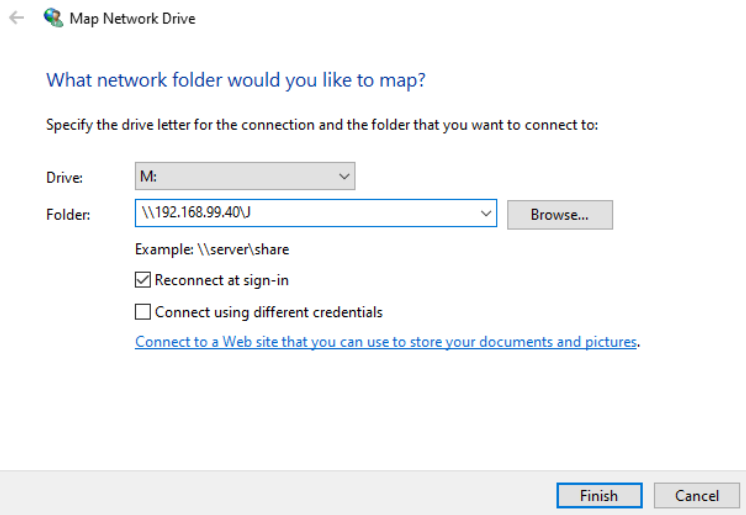 Map Network Drive
What network folder would you like to map?
Specify the drive letter for the connection and the folder that you want to connect to:
Drive: M:
Folder: \\192.168.99.40\J Browse...
Example: \\server\share
Reconnect at sign-in
Connect using different credentials
Connect to a Web site that you can use to store your documents and pictures.
Finish Cancel